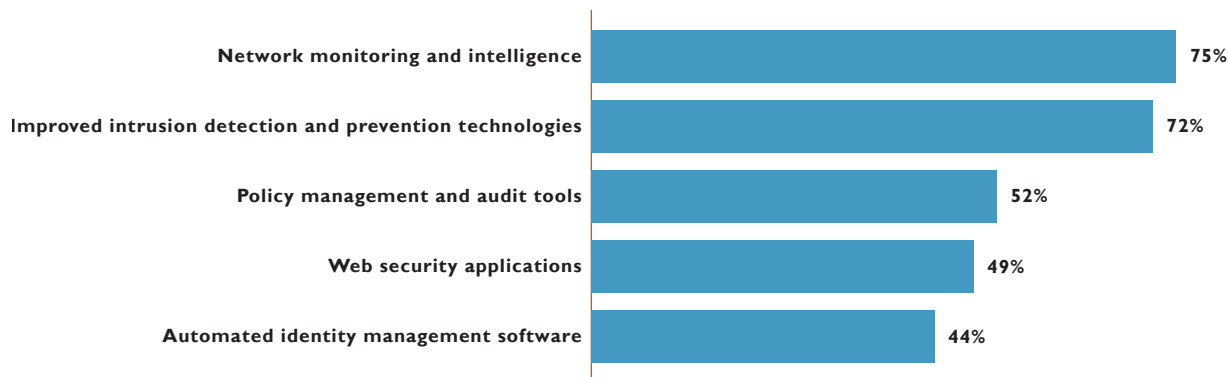 Network monitoring and intelligence 75%
Improved intrusion detection and prevention technologies 72%
Policy management and audit tools 52%
Web security applications 49%
Automated identity management software 44%